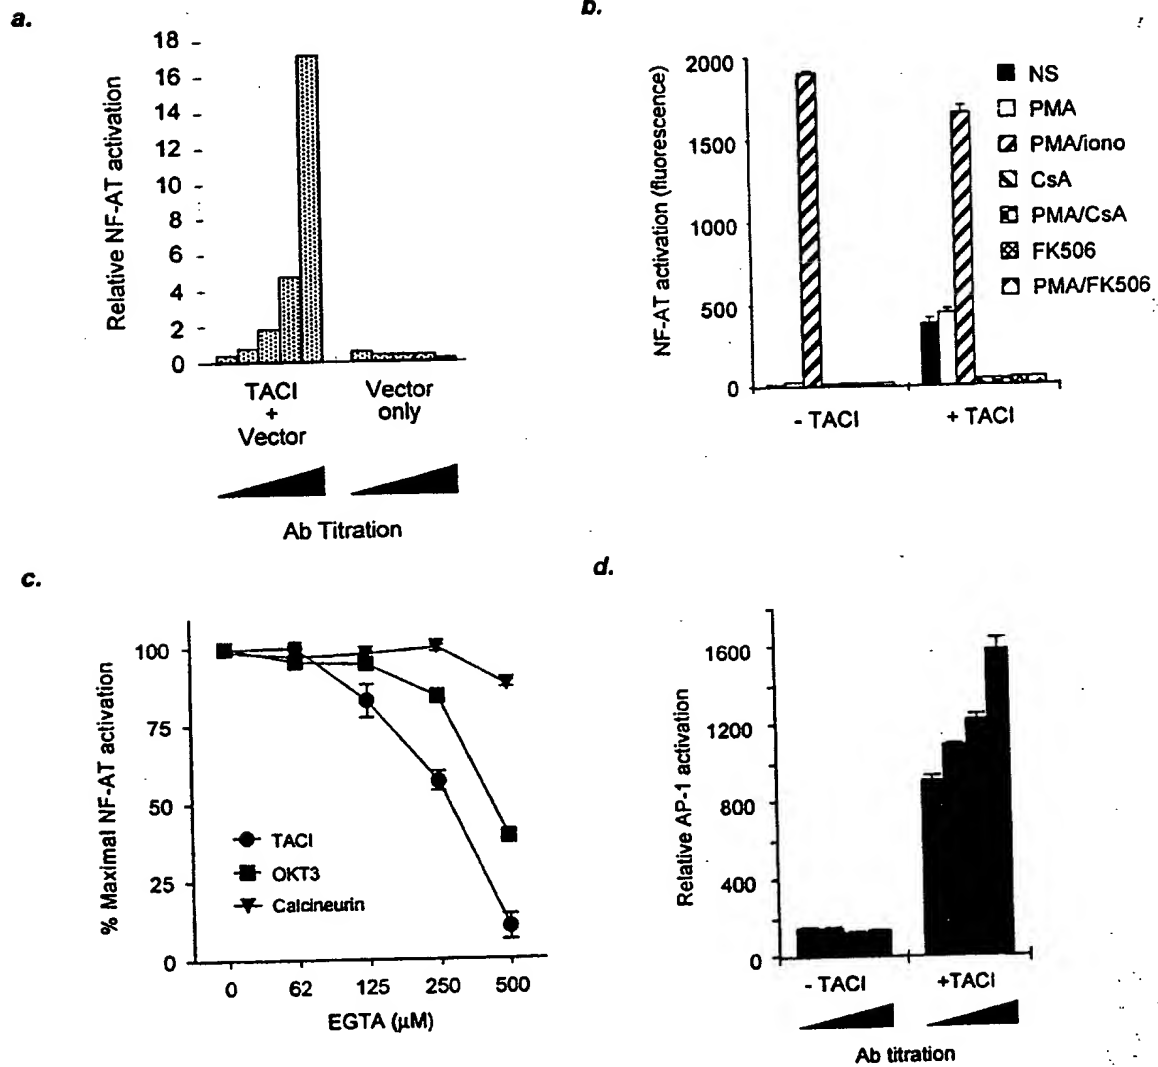 a.
Relative NF-AT activation
18
16
14
12
10
8
6
4
2
0
TACI
+
Vector
Vector
only
Ab Titration
b.
NF-AT activation (fluorescence)
2000
1500
1000
500
0
- TACI
+ TACI
NS
PMA
PMA/iono
CsA
PMA/CsA
FK506
PMA/FK506
c.
% Maximal NF-AT activation
100
75
50
25
0
TACI
OKT3
Calcineurin
0 62 125 250 500
EGTA (µM)
d.
Relative AP-1 activation
1600
1200
800
400
0
- TACI
+TACI
Ab titration